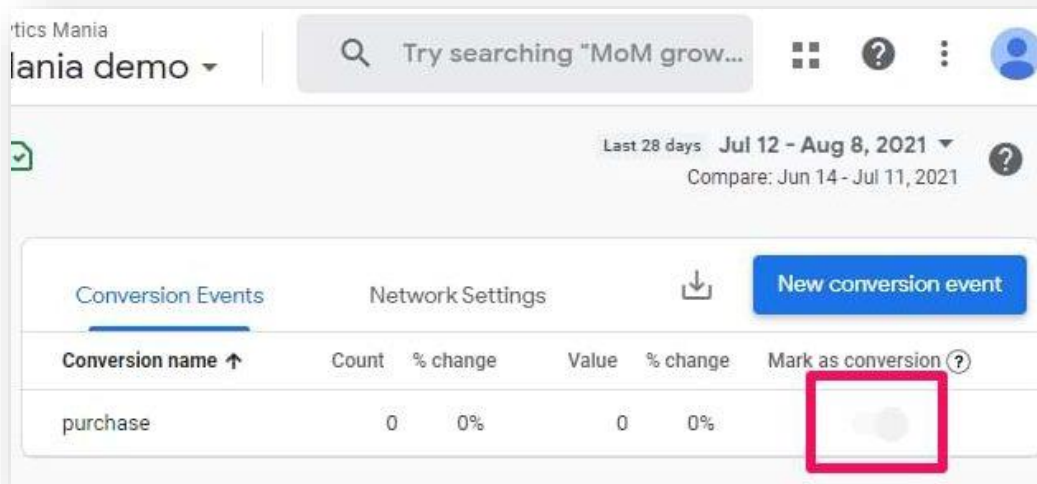 tics Mania
lania demo
Try searching "MoM grow...
Last 28 days Jul 12 - Aug 8, 2021
Compare: Jun 14 - Jul 11, 2021
Conversion Events Network Settings New conversion event
Conversion name ↑ Count % change Value % change Mark as conversion ?
purchase 0 0% 0 0%